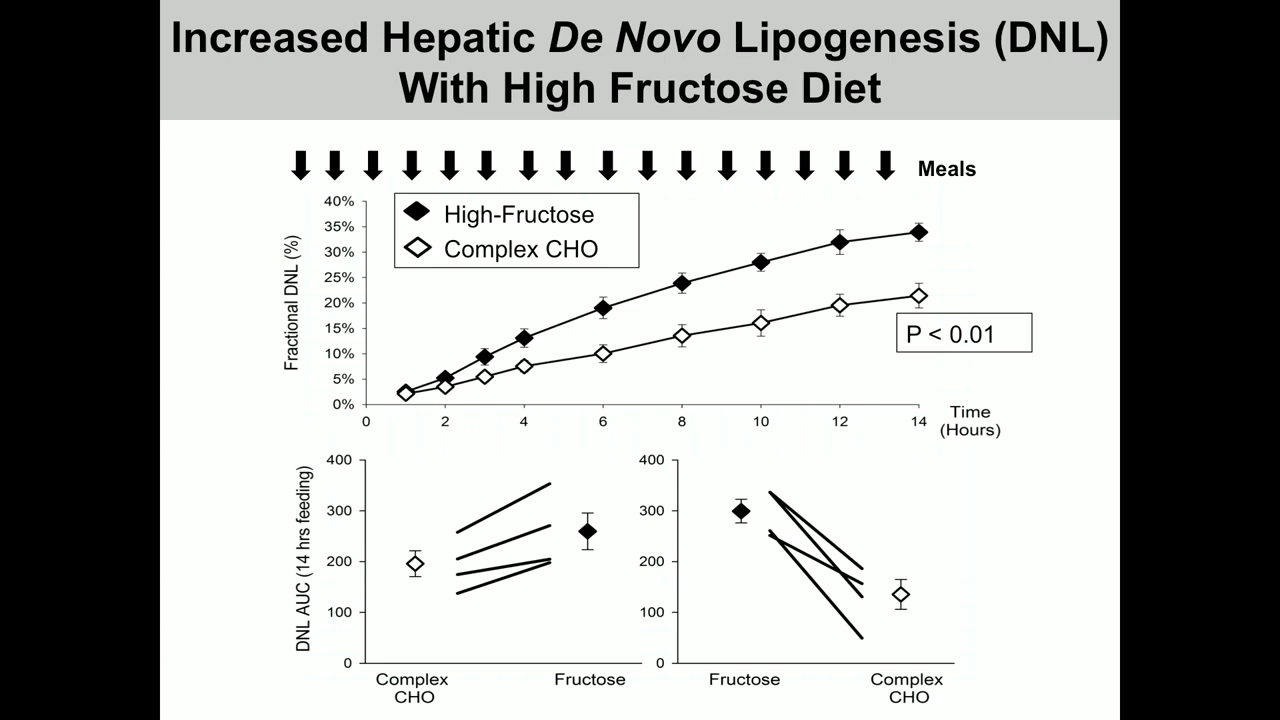 Increased Hepatic De Novo Lipogenesis (DNL)
With High Fructose Diet
Meals
High-Fructose
Complex CHO
Fractional DNL (%)
40%
35%
30%
25%
20%
15%
10%
5%
0%
P < 0.01
0 2 4 6 8 10 12 14
Time
(Hours)
DNL AUC (14 hrs feeding)
400
300
200
100
0
Complex
CHO
Fructose
400
300
200
100
0
Fructose
Complex
CHO